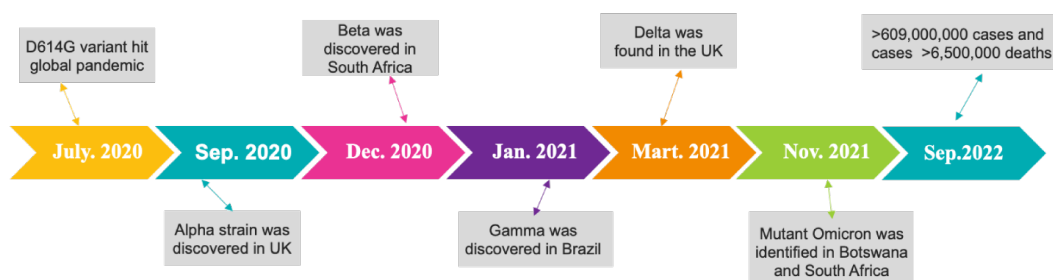 D614G variant hit
global pandemic
Beta was
discovered in
South Africa
Delta was
found in the UK
>609,000,000 cases and
cases >6,500,000 deaths
July. 2020
Sep. 2020
Dec. 2020
Jan. 2021
Mart. 2021
Nov. 2021
Sep.2022
Alpha strain was
discovered in UK
Gamma was
discovered in Brazil
Mutant Omicron was
identified in Botswana
and South Africa